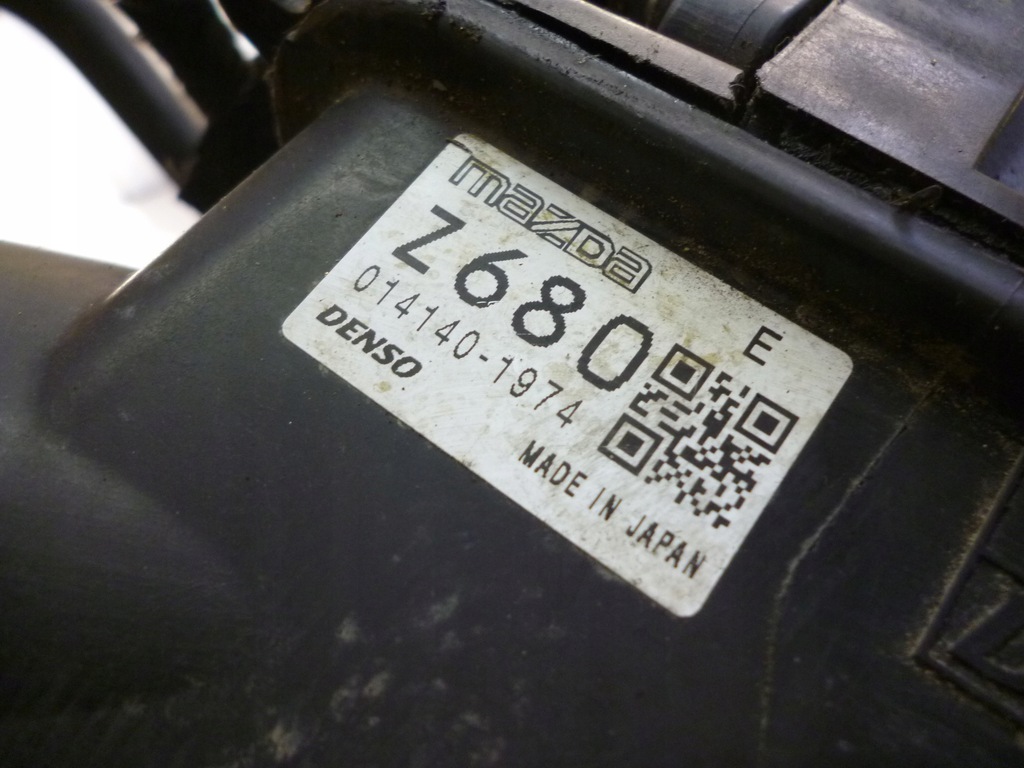 mazda
Z680 E
014140-1974
DENSO
MADE IN JAPAN